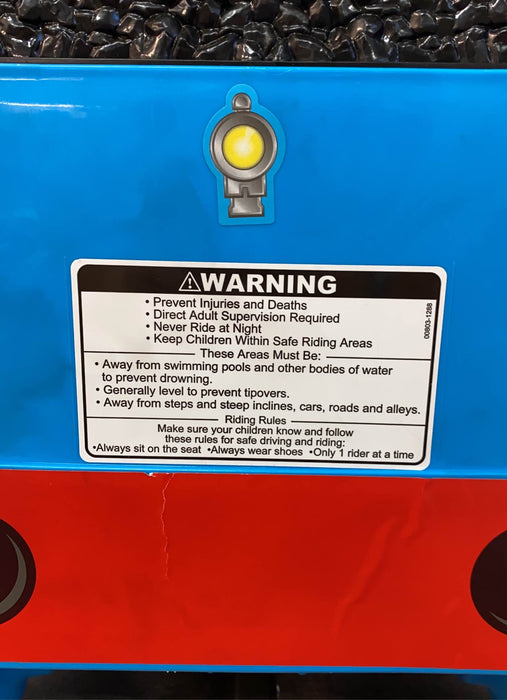 ⚠WARNING
• Prevent Injuries and Deaths
• Direct Adult Supervision Required
• Never Ride at Night
• Keep Children Within Safe Riding Areas
These Areas Must Be:
• Away from swimming pools and other bodies of water
to prevent drowning.
• Generally level to prevent tipovers.
• Away from steps and steep inclines, cars, roads and alleys.
Riding Rules
Make sure your children know and follow
these rules for safe driving and riding:
•Always sit on the seat •Always wear shoes •Only 1 rider at a time
00803-1288